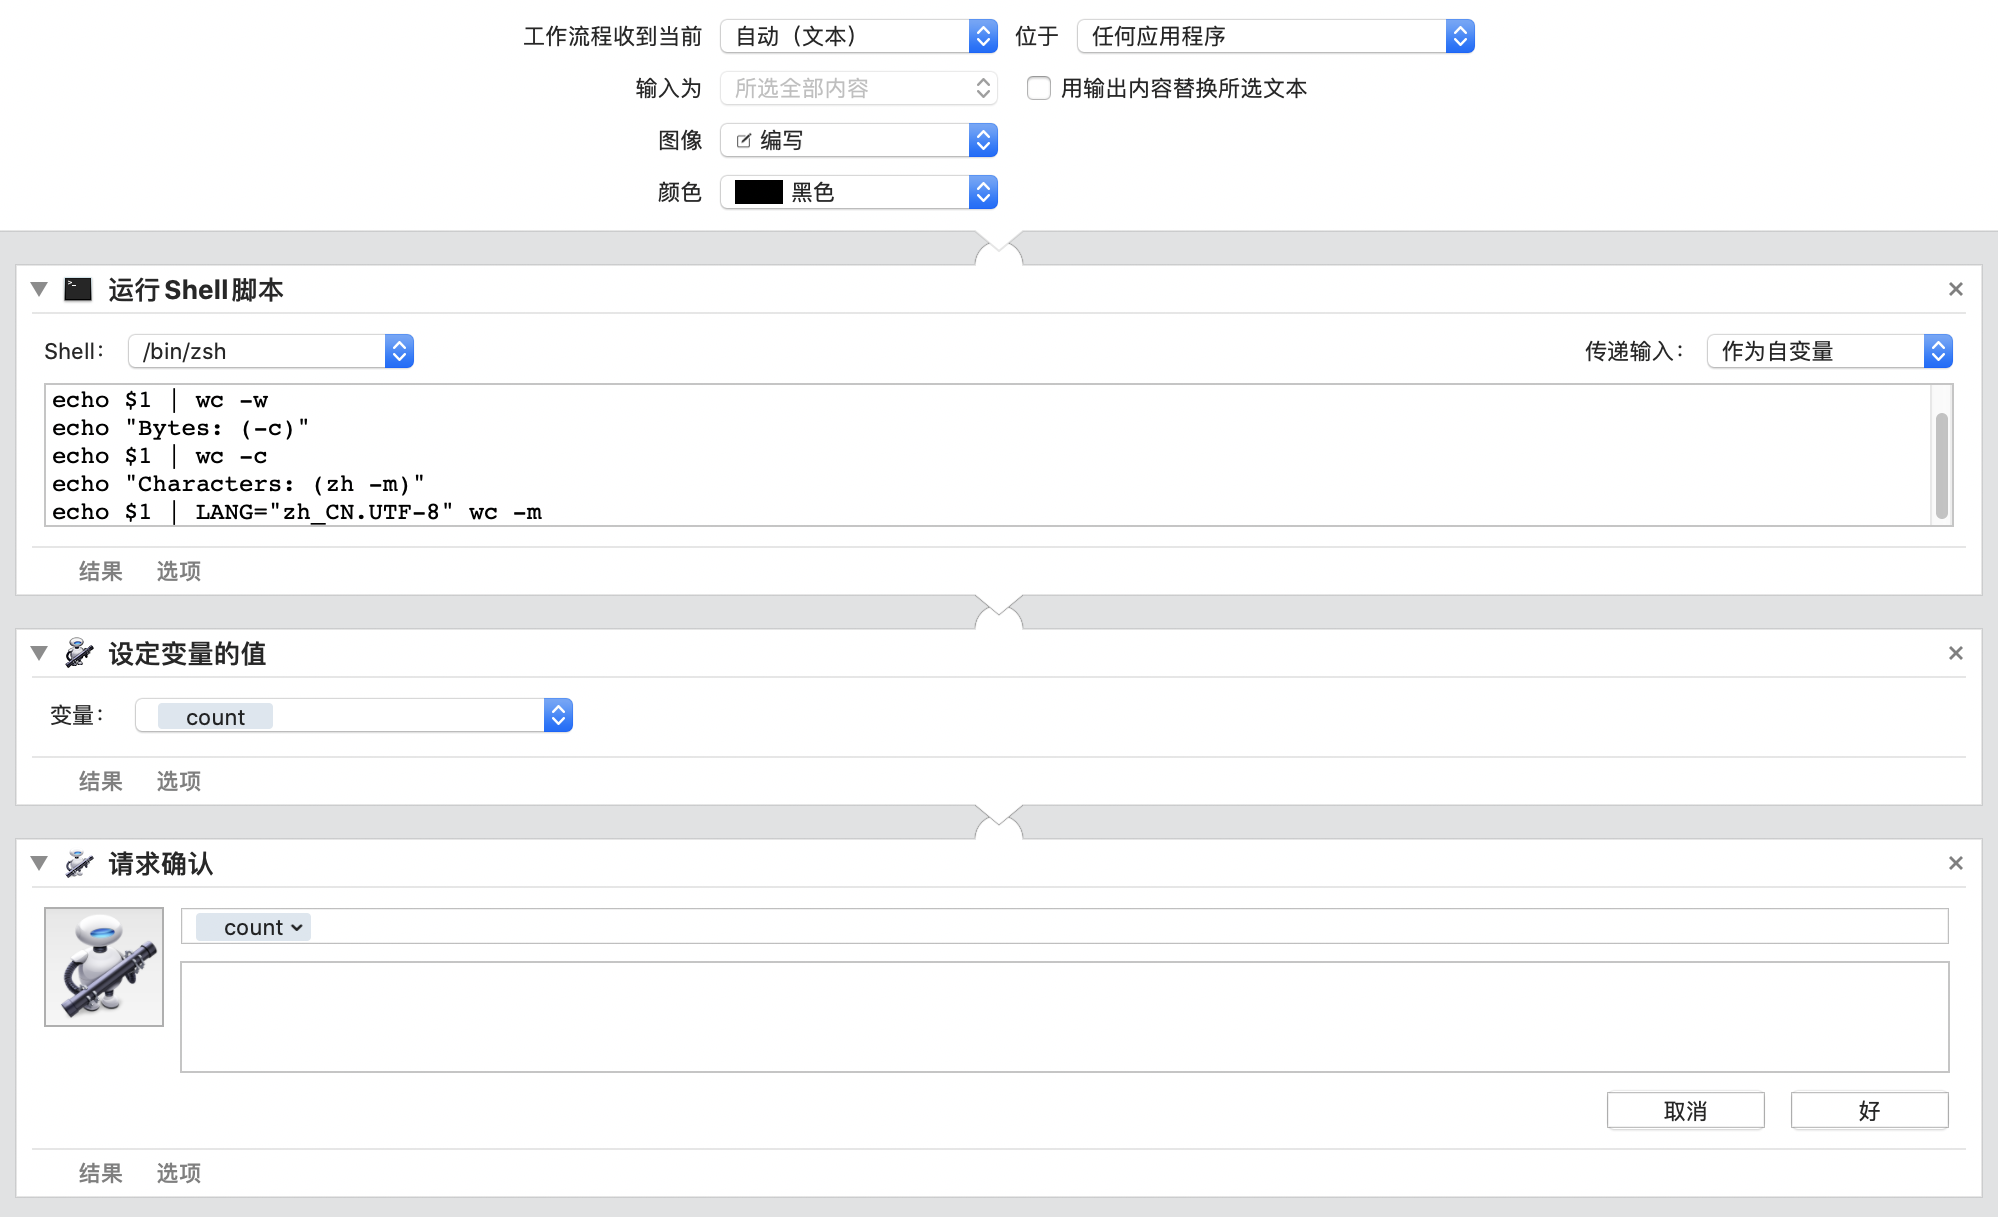 工作流程收到当前 自动（文本） 位于 任何应用程序
输入为 所选全部内容 用输出内容替换所选文本
图像 编写
颜色 黑色
运行Shell脚本
Shell： /bin/zsh 传递输入： 作为自变量
echo $1 | wc -w
echo "Bytes: (-c)"
echo $1 | wc -c
echo "Characters: (zh -m)"
echo $1 | LANG="zh_CN.UTF-8" wc -m
结果 选项
设定变量的值
变量： count
结果 选项
请求确认
count
取消 好
结果 选项